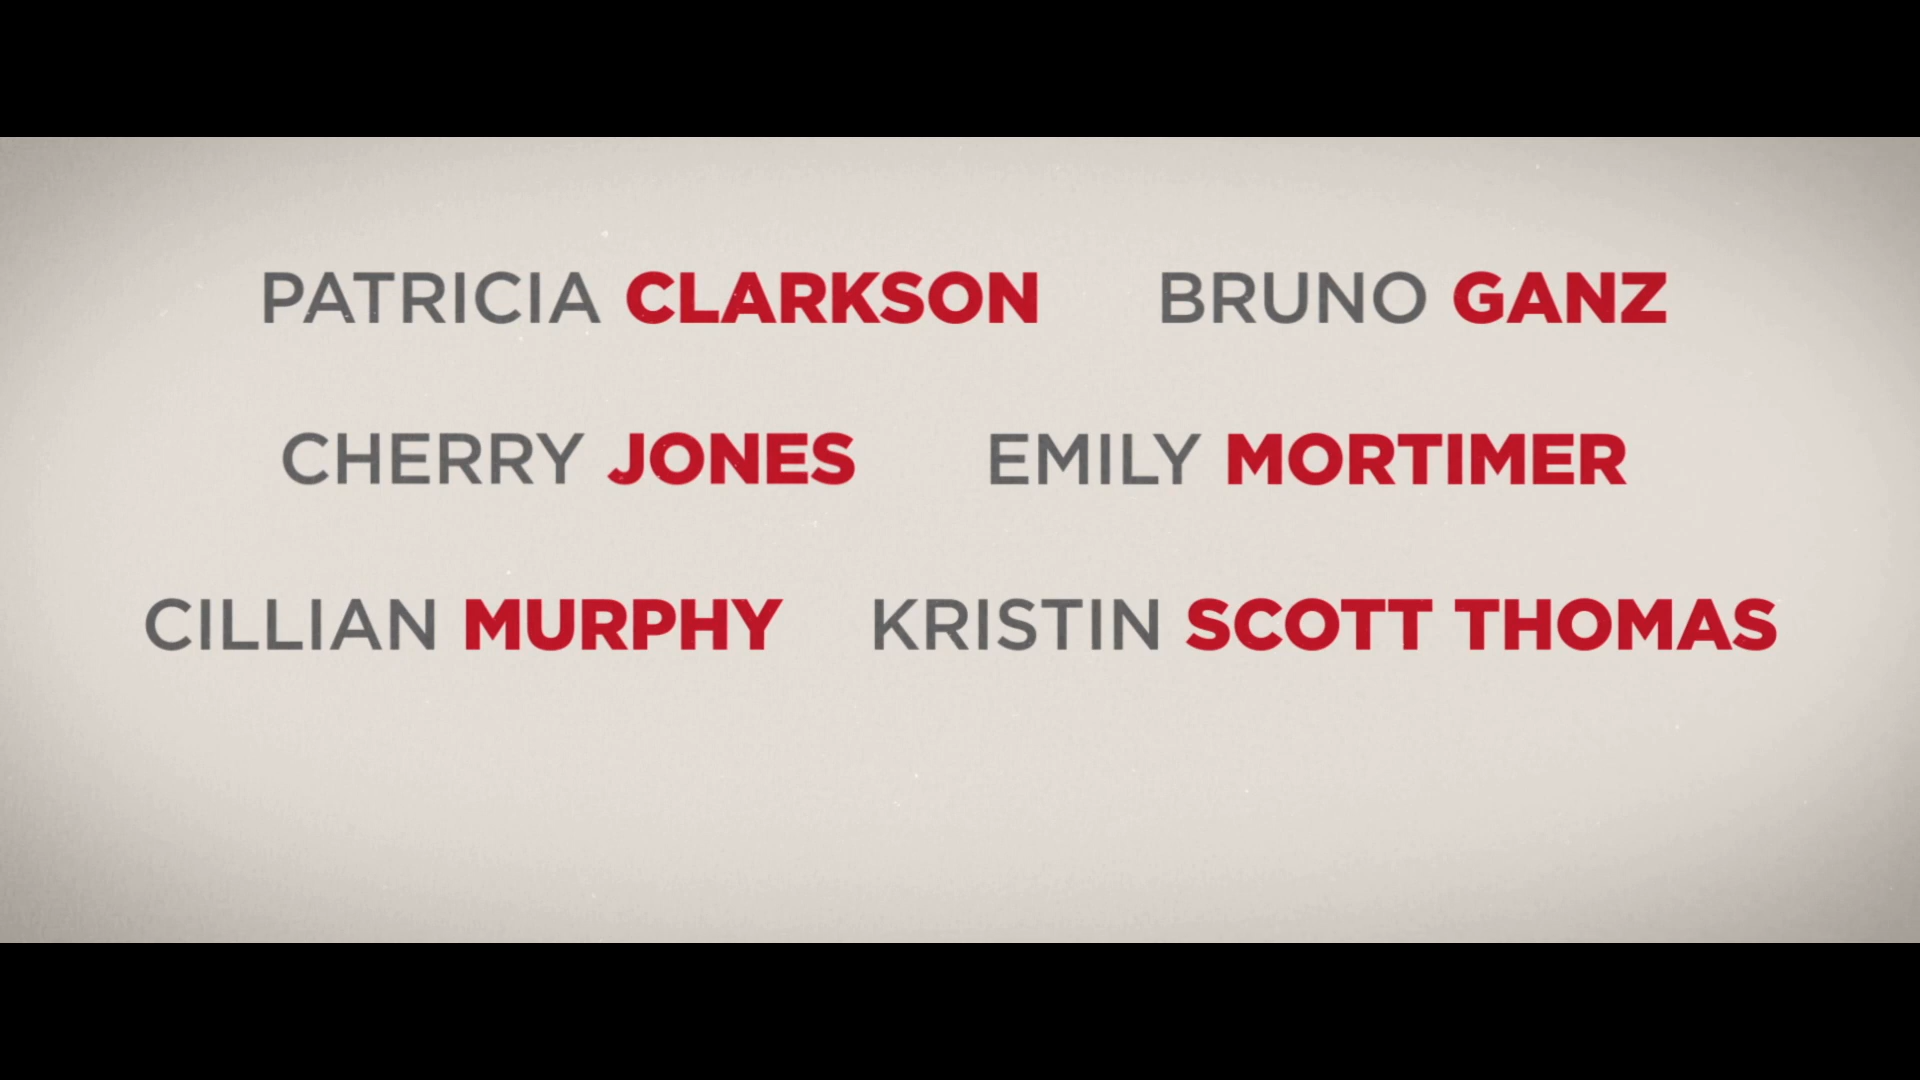 PATRICIA CLARKSON BRUNO GANZ
CHERRY JONES EMILY MORTIMER
CILLIAN MURPHY KRISTIN SCOTT THOMAS